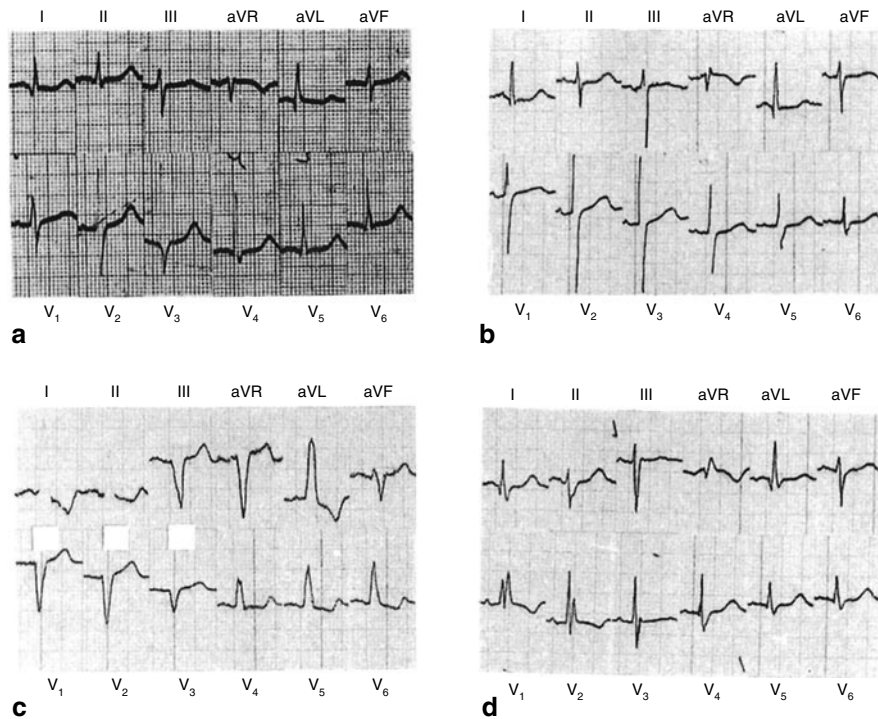 I II III aVR aVL aVF
V1 V2 V3 V4 V5 V6
a
I II III aVR aVL aVF
V1 V2 V3 V4 V5 V6
b
I II III aVR aVL aVF
V1 V2 V3 V4 V5 V6
c
I II III aVR aVL aVF
V1 V2 V3 V4 V5 V6
d